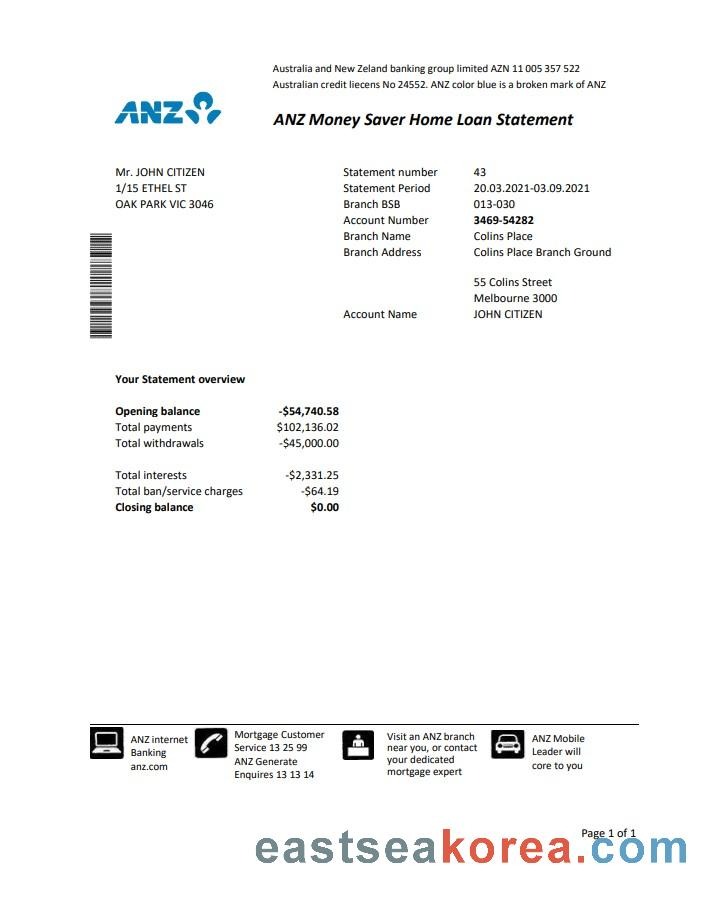 Australia and New Zeland banking group limited AZN 11 005 357 522
Australian credit liecens No 24552. ANZ color blue is a broken mark of ANZ
ANZ
ANZ Money Saver Home Loan Statement
Mr. JOHN CITIZEN
1/15 ETHEL ST
OAK PARK VIC 3046
Statement number 43
Statement Period 20.03.2021-03.09.2021
Branch BSB 013-030
Account Number 3469-54282
Branch Name Colins Place
Branch Address Colins Place Branch Ground
55 Colins Street
Melbourne 3000
Account Name JOHN CITIZEN
Your Statement overview
Opening balance -$54,740.58
Total payments $102,136.02
Total withdrawals -$45,000.00
Total interests -$2,331.25
Total ban/service charges -$64.19
Closing balance $0.00
ANZ internet
Banking
anz.com
Mortgage Customer
Service 13 25 99
ANZ Generate
Enquires 13 13 14
Visit an ANZ branch
near you, or contact
your dedicated
mortgage expert
ANZ Mobile
Leader will
core to you
Page 1 of 1
eastseakorea.com